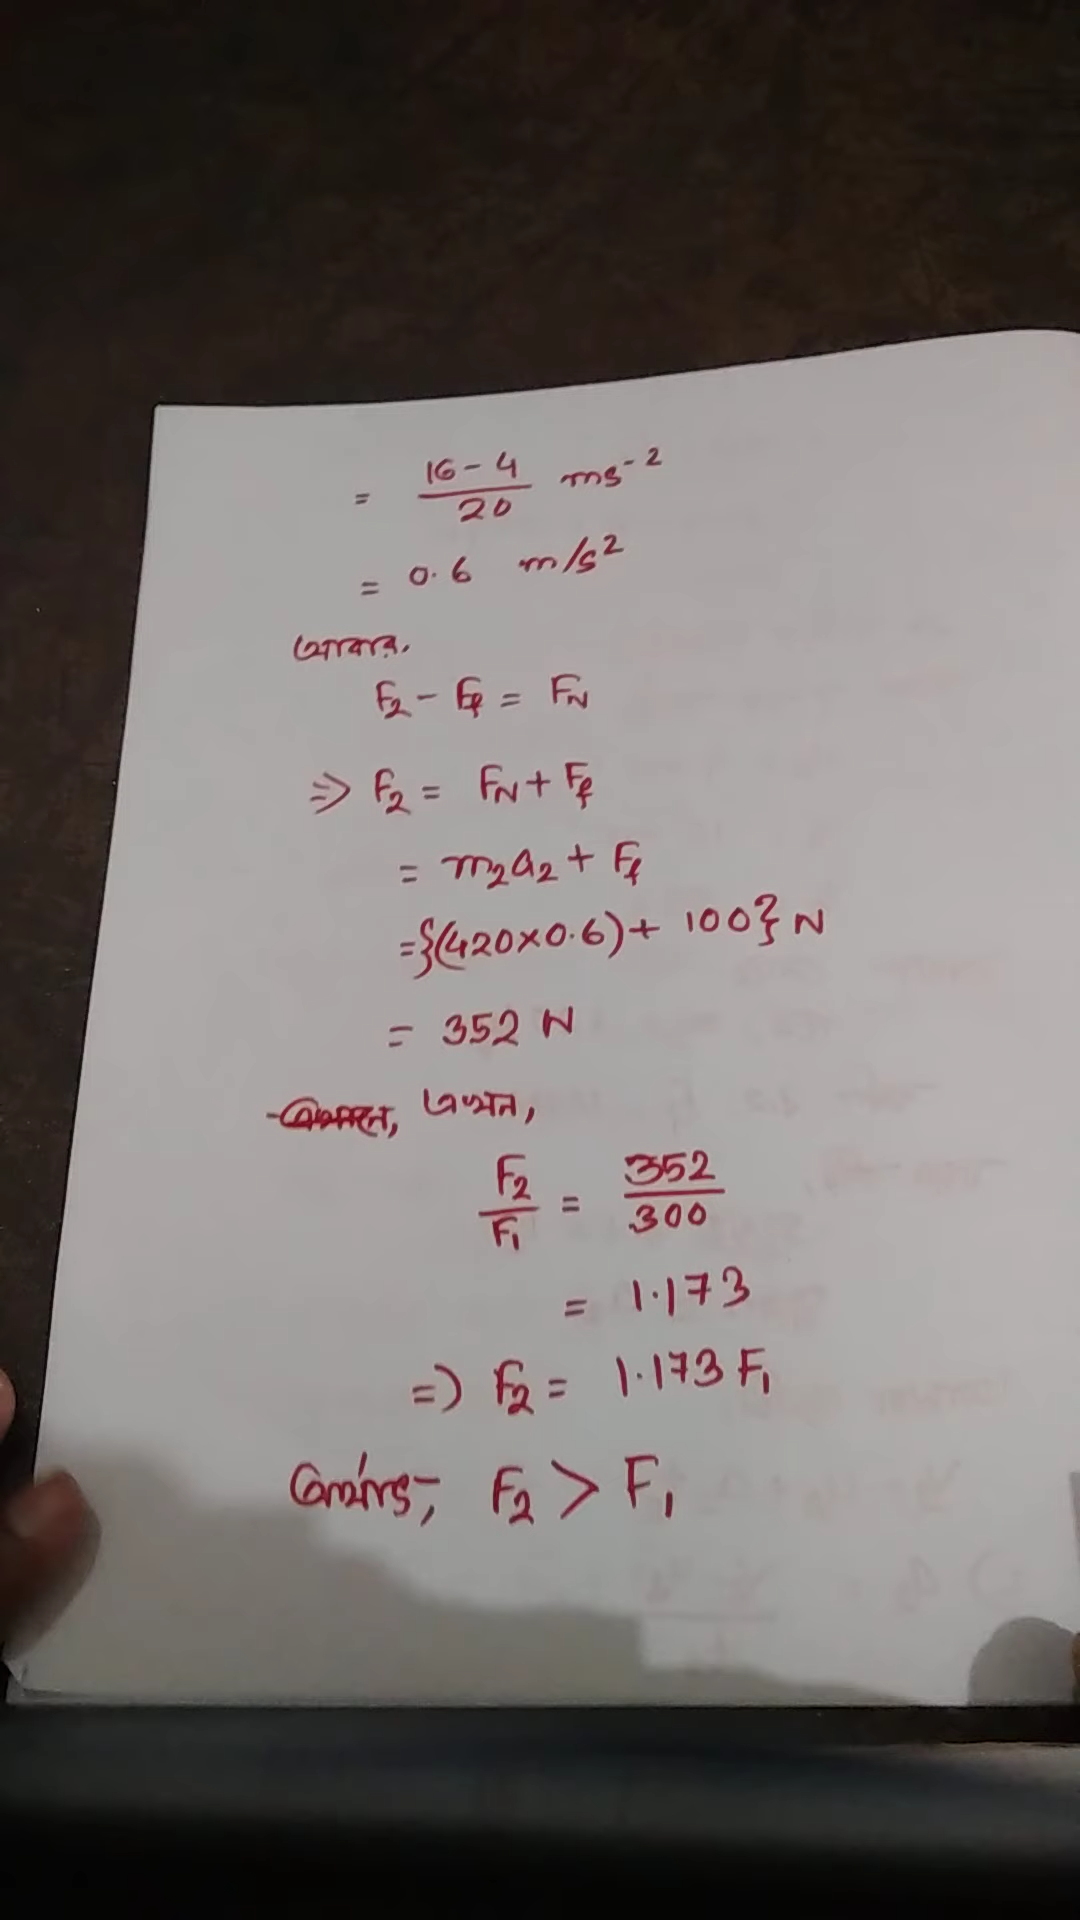 = 16 - 4 / 20 ms⁻²
= 0.6 m/s²
আবার,
F₂ - F_f = F_N
⇒ F₂ = F_N + F_f
= m₂a₂ + F_f
= {(420×0.6) + 100} N
= 352 N
এখন,
F₂ / F₁ = 352 / 300
= 1.173
⇒ F₂ = 1.173 F₁
F₂ > F₁